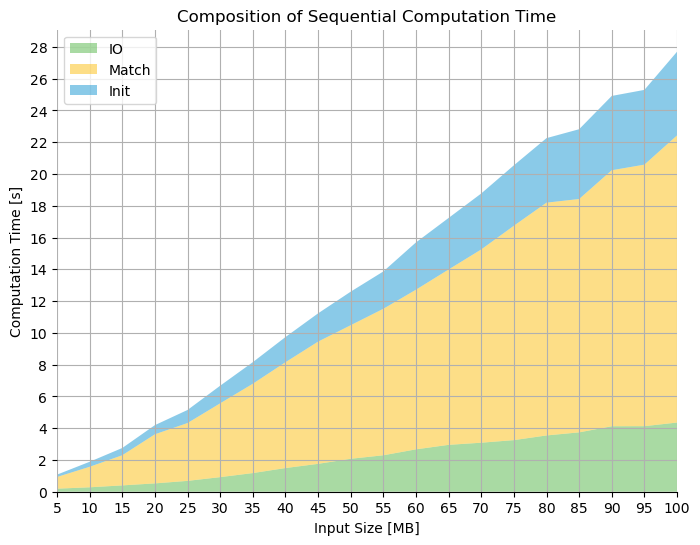 Composition of Sequential Computation Time
IO
Match
Init
28
26
24
22
20
18
16
14
12
10
8
6
4
2
0
Computation Time [s]
5 10 15 20 25 30 35 40 45 50 55 60 65 70 75 80 85 90 95 100
Input Size [MB]